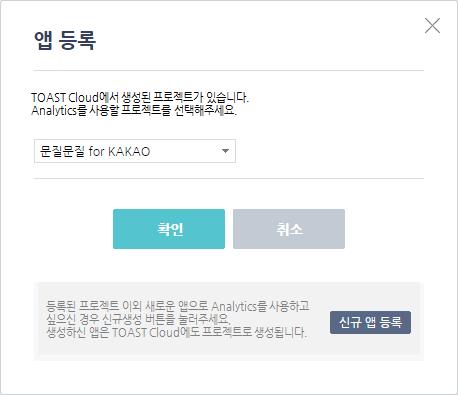 앱 등록
TOAST Cloud에서 생성된 프로젝트가 있습니다.
Analytics를 사용할 프로젝트를 선택해주세요.
문질문질 for KAKAO
확인
취소
등록된 프로젝트 이외 새로운 앱으로 Analytics를 사용하고
싶으신 경우 신규생성 버튼를 눌러주세요.
생성하신 앱은 TOAST Cloud에도 프로젝트로 생성됩니다.
신규 앱 등록